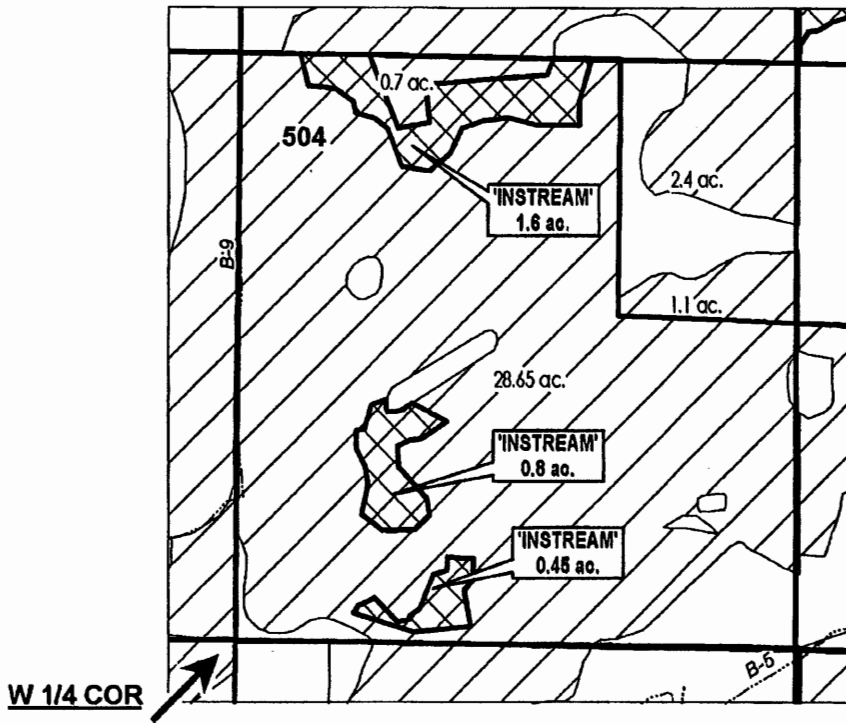 0.7 ac.
504
'INSTREAM'
1.6 ac.
2.4 ac.
B-9
1.1 ac.
28.65 ac.
'INSTREAM'
0.8 ac.
'INSTREAM'
0.45 ac.
B-6
W 1/4 COR